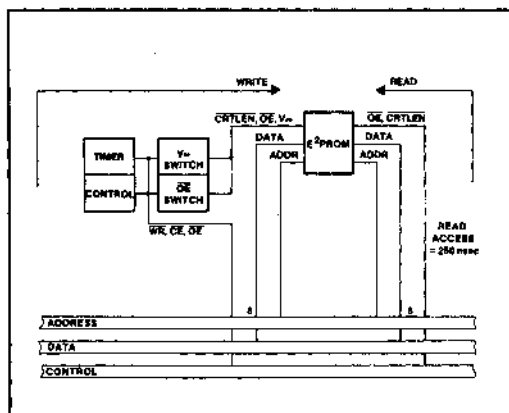 WRITE
READ
CRTLEN, OE, Vpp
OE, CRTLEN
DATA
E²PROM
DATA
ADDR
ADDR
TIMER
Vpp SWITCH
CONTROL
OE SWITCH
WR, CE, OE
READ ACCESS = 250 nsec
8
8
ADDRESS
DATA
CONTROL